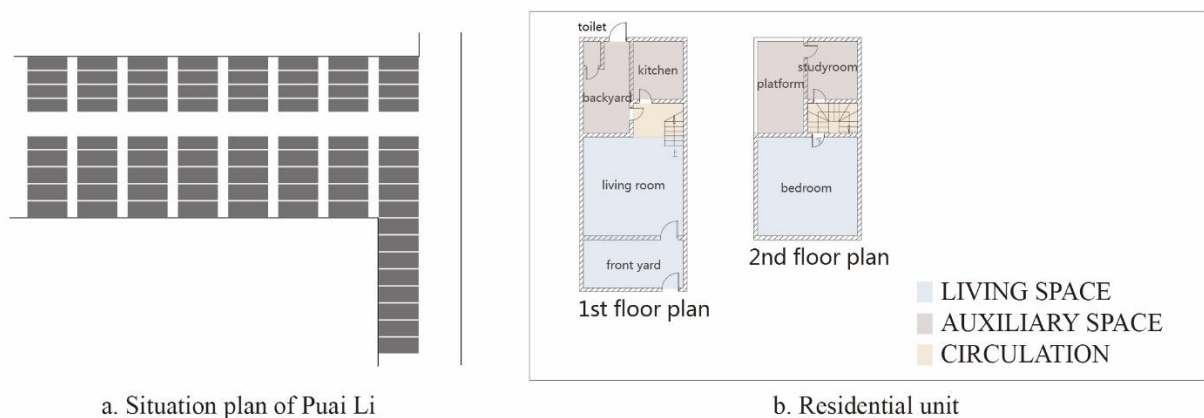 toilet
kitchen
backyard
living room
front yard
1st floor plan
studyroom
platform
bedroom
2nd floor plan
LIVING SPACE
AUXILIARY SPACE
CIRCULATION
a. Situation plan of Puai Li
b. Residential unit